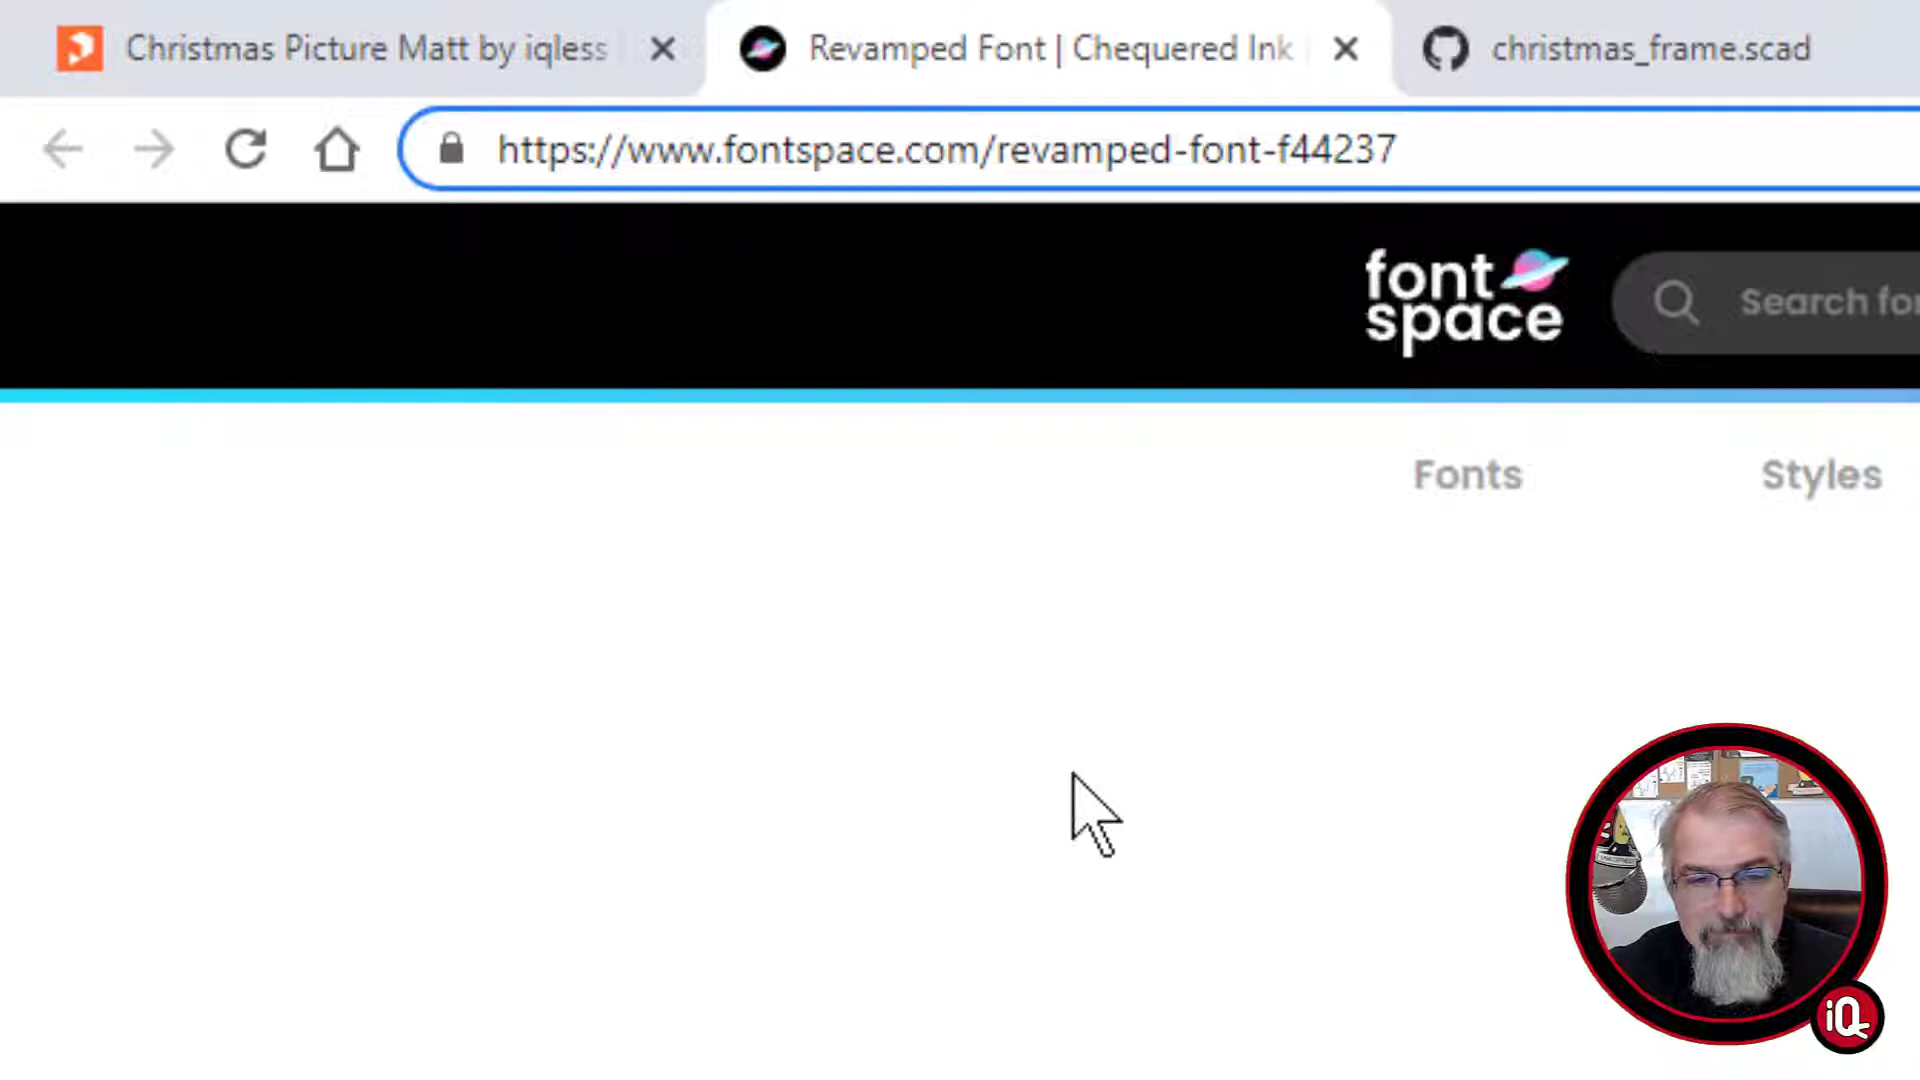 Christmas Picture Matt by iqless
Revamped Font | Chequered Ink
christmas_frame.scad
https://www.fontspace.com/revamped-font-f44237
font
space
Search fo
Fonts
Styles
iQ